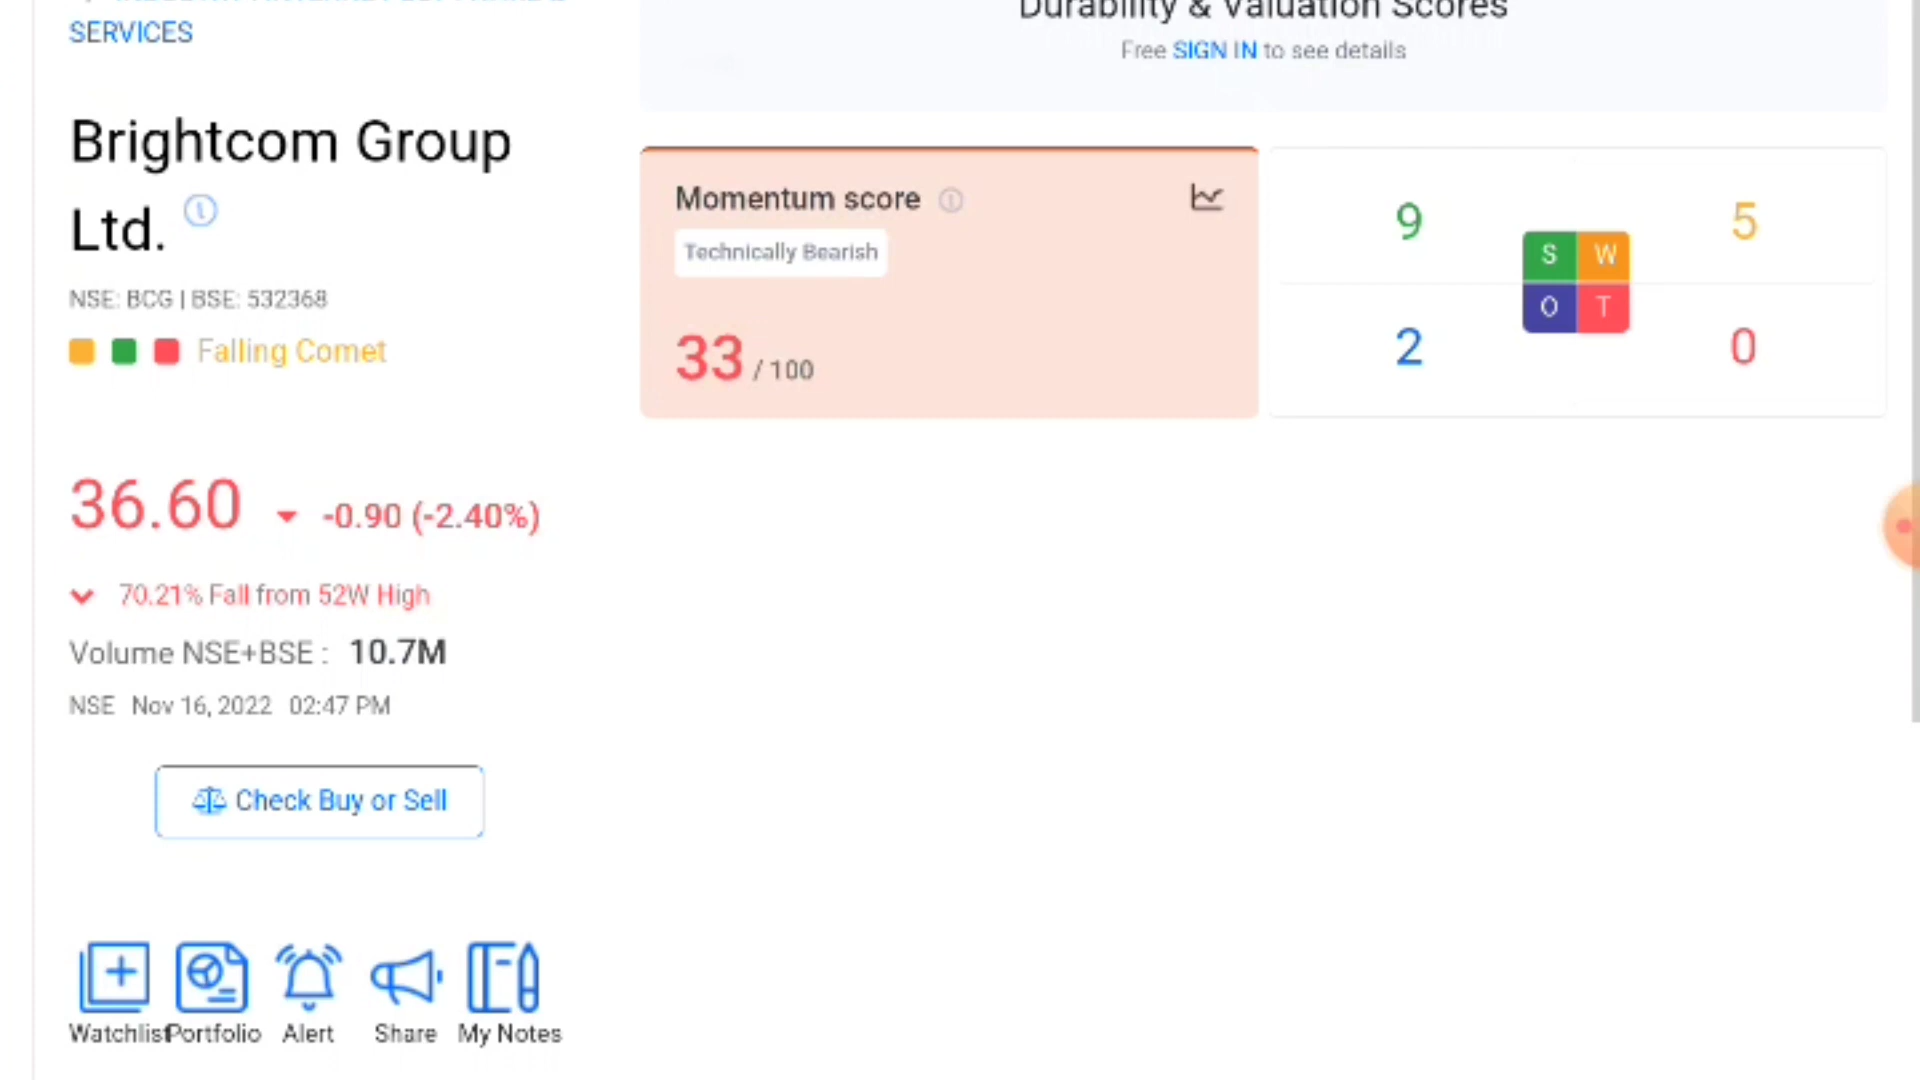 SERVICES
Brightcom Group
Ltd.
NSE: BCG | BSE: 532368
Falling Comet
36.60 -0.90 (-2.40%)
70.21% Fall from 52W High
Volume NSE+BSE : 10.7M
NSE Nov 16, 2022 02:47 PM
Check Buy or Sell
Watchlist Portfolio Alert Share My Notes
Durability & Valuation Scores
Free SIGN IN to see details
Momentum score
Technically Bearish
33 / 100
9 5
S W
O T
2 0